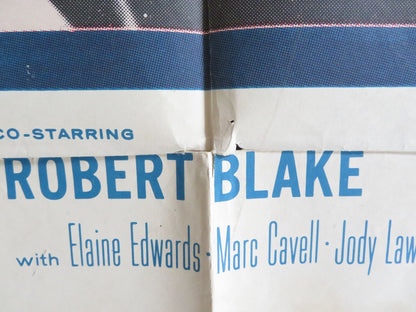 CO-STARRING
ROBERT BLAKE
with Elaine Edwards · Marc Cavell · Jody Law